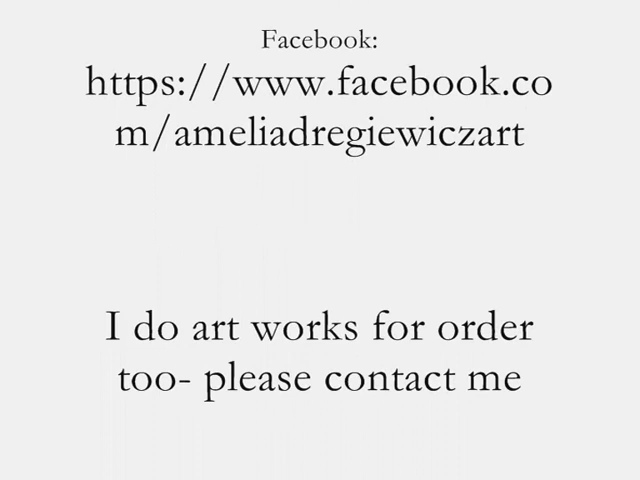 Facebook:
https://www.facebook.co
m/ameliadregiewiczart
I do art works for order
too- please contact me